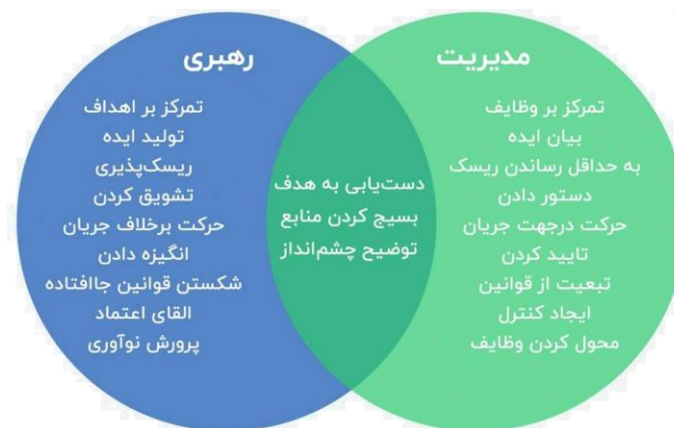 مدیریت
تمرکز بر وظایف
بیان ایده
به حداقل رساندن ریسک
دستور دادن
حرکت درجهت جریان
تایید کردن
تبعیت از قوانین
ایجاد کنترل
محول کردن وظایف
دست‌یابی به هدف
بسیج کردن منابع
توضیح چشم‌انداز
رهبری
تمرکز بر اهداف
تولید ایده
ریسک‌پذیری
تشویق کردن
حرکت برخلاف جریان
انگیزه دادن
شکستن قوانین جاافتاده
القای اعتماد
پرورش نوآوری